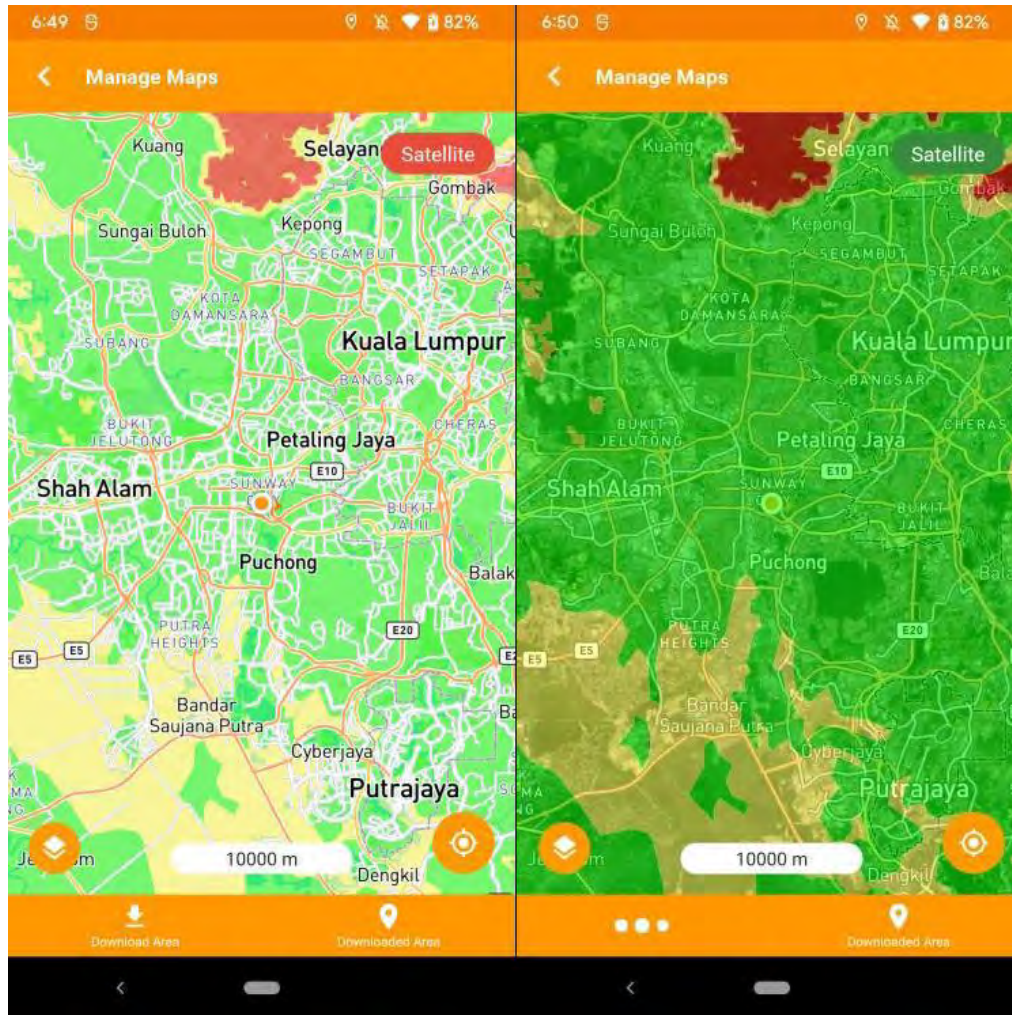 6:49
82%
Manage Maps
Kuang
Selayan
Satellite
Gombak
Kepong
Sungai Buloh
SEGAMBUT
SETAPAK
KOTA
DAMANSARA
Kuala Lumpur
SUBANG
BANGSAR
BUKIT
JELUTONG
CHERAS
Petaling Jaya
E10
Shah Alam
SUNWAY
BUKIT
JALIL
Puchong
Balak
PUTRA
HEIGHTS
E20
E5
E5
Bandar
Saujana Putra
Cyberjaya
Putrajaya
10000 m
Dengkil
Download Area
Downloaded Area
6:50
82%
Manage Maps
Kuang
Selayan
Satellite
Gombak
Kepong
Sungai Buloh
SEGAMBUT
SETAPAK
KOTA
DAMANSARA
Kuala Lumpur
SUBANG
BANGSAR
BUKIT
JELUTONG
CHERAS
Petaling Jaya
E10
Shah Alam
SUNWAY
BUKIT
JALIL
Puchong
PUTRA
HEIGHTS
E20
E5
E5
Bandar
Saujana Putra
Cyberjaya
Putrajaya
10000 m
Dengkil
Downloaded Area